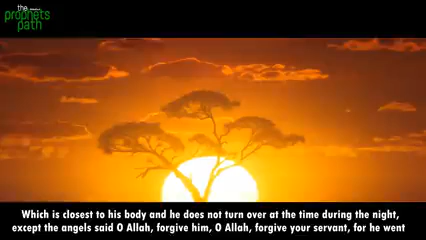 the
prophets
path
Which is closest to his body and he does not turn over at the time during the night,
except the angels said O Allah, forgive him, O Allah, forgive your servant, for he went